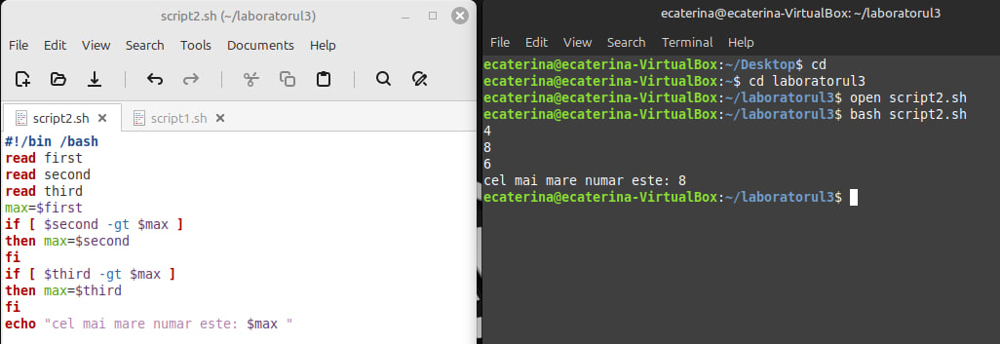 script2.sh (~/laboratorul3)
File Edit View Search Tools Documents Help
script2.sh script1.sh
#!/bin /bash
read first
read second
read third
max=$first
if [ $second -gt $max ]
then max=$second
fi
if [ $third -gt $max ]
then max=$third
fi
echo "cel mai mare numar este: $max "
ecaterina@ecaterina-VirtualBox: ~/laboratorul3
File Edit View Search Terminal Help
ecaterina@ecaterina-VirtualBox:~/Desktop$ cd
ecaterina@ecaterina-VirtualBox:~$ cd laboratorul3
ecaterina@ecaterina-VirtualBox:~/laboratorul3$ open script2.sh
ecaterina@ecaterina-VirtualBox:~/laboratorul3$ bash script2.sh
4
8
6
cel mai mare numar este: 8
ecaterina@ecaterina-VirtualBox:~/laboratorul3$